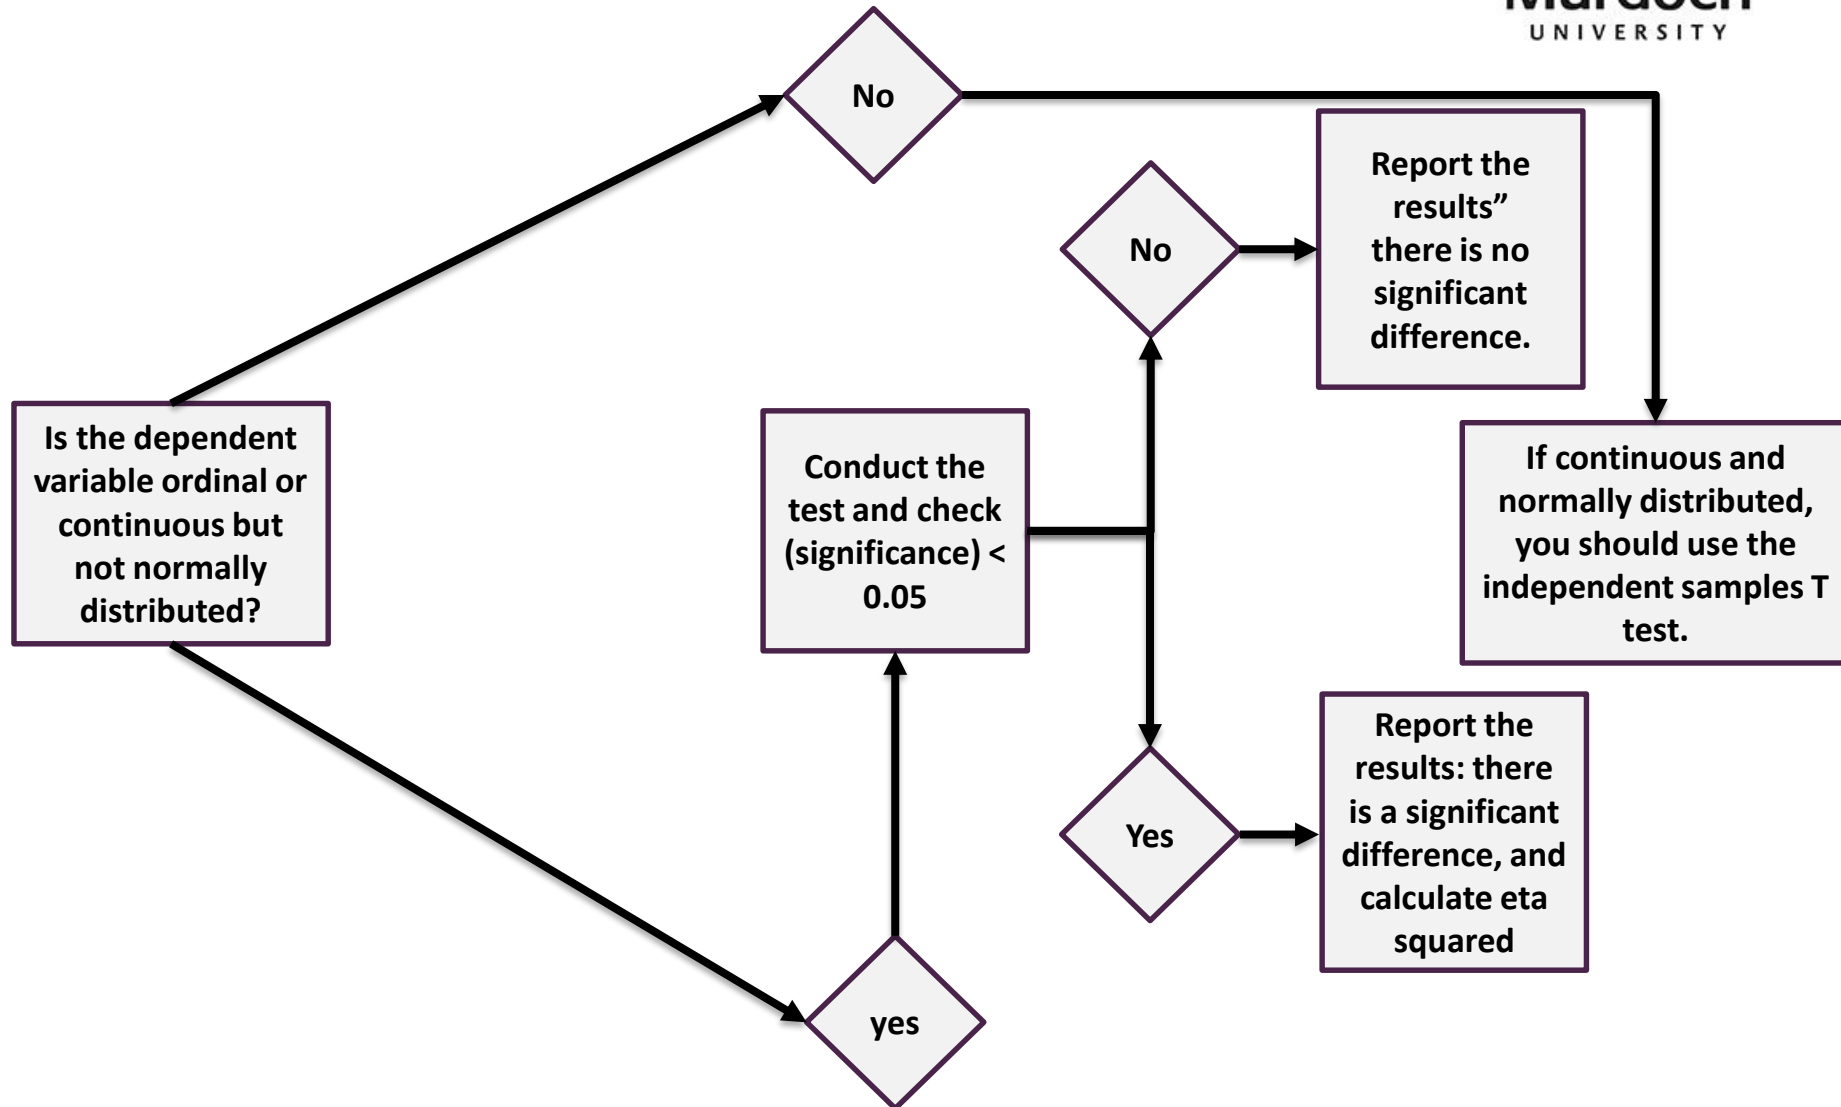 Murdoch
UNIVERSITY
No
Report the
results”
there is no
significant
difference.
No
Is the dependent
variable ordinal or
continuous but
not normally
distributed?
Conduct the
test and check
(significance) <
0.05
If continuous and
normally distributed,
you should use the
independent samples T
test.
Yes
Report the
results: there
is a significant
difference, and
calculate eta
squared
yes